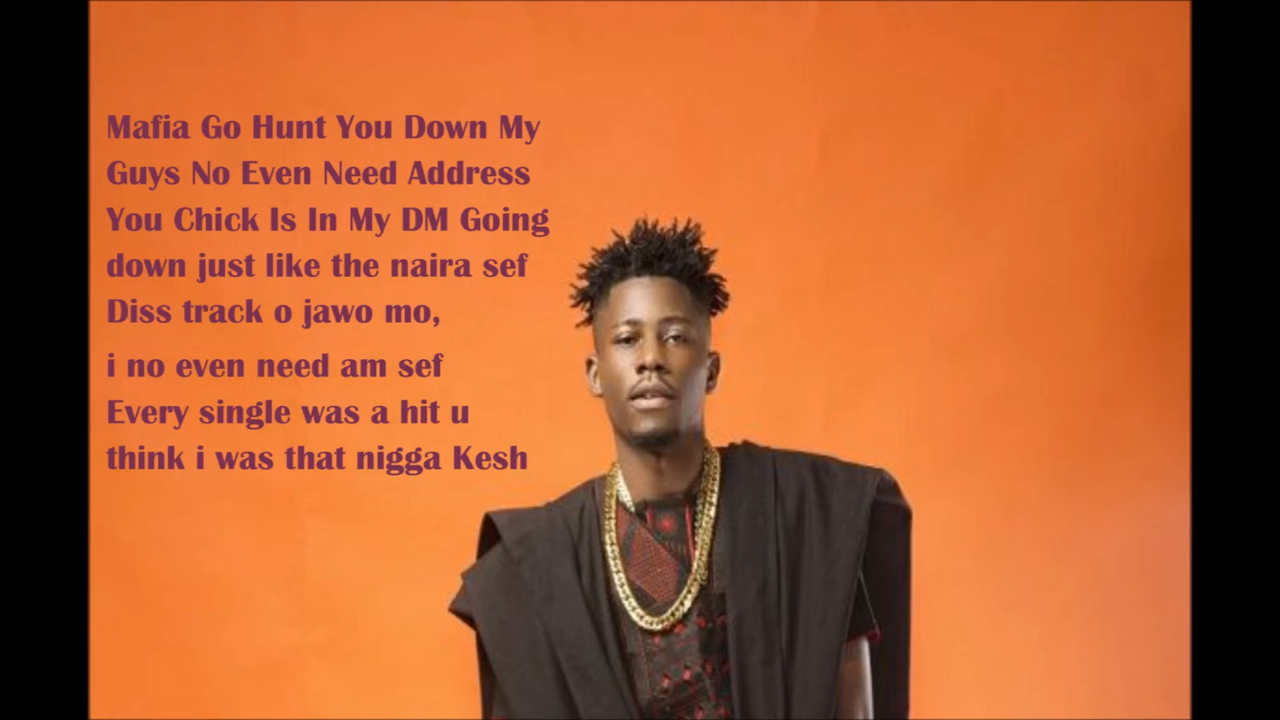 Mafia Go Hunt You Down My
Guys No Even Need Address
You Chick Is In My DM Going
down just like the naira sef
Diss track o jawo mo,
i no even need am sef
Every single was a hit u
think i was that nigga Kesh